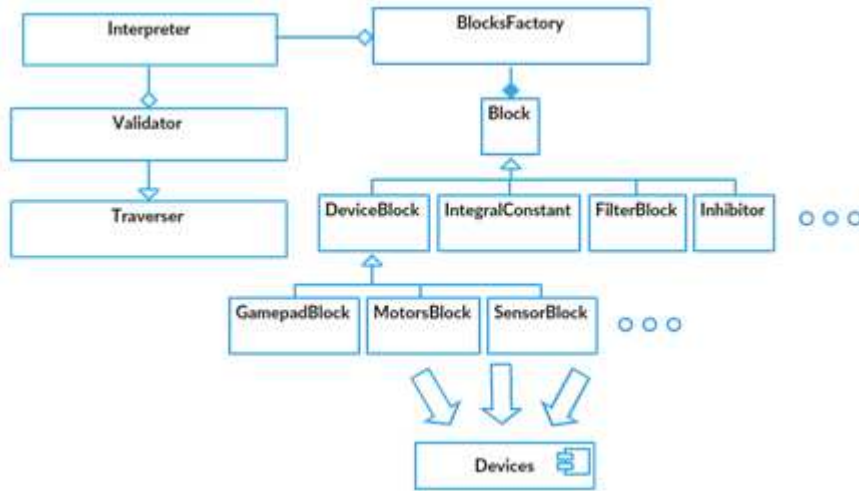 Interpreter
BlocksFactory
Validator
Block
Traverser
DeviceBlock
IntegralConstant
FilterBlock
Inhibitor
GamepadBlock
MotorsBlock
SensorBlock
Devices